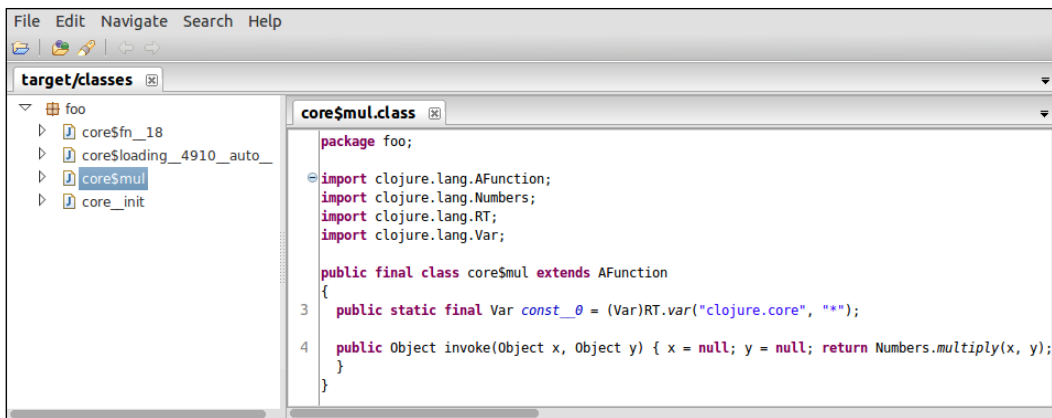 File Edit Navigate Search Help
target/classes
foo
core$fn__18
core$loading__4910__auto__
core$mul
core__init
core$mul.class
package foo;
import clojure.lang.AFunction;
import clojure.lang.Numbers;
import clojure.lang.RT;
import clojure.lang.Var;
public final class core$mul extends AFunction
{
3 public static final Var const__0 = (Var)RT.var("clojure.core", "*");
4 public Object invoke(Object x, Object y) { x = null; y = null; return Numbers.multiply(x, y);
}
}